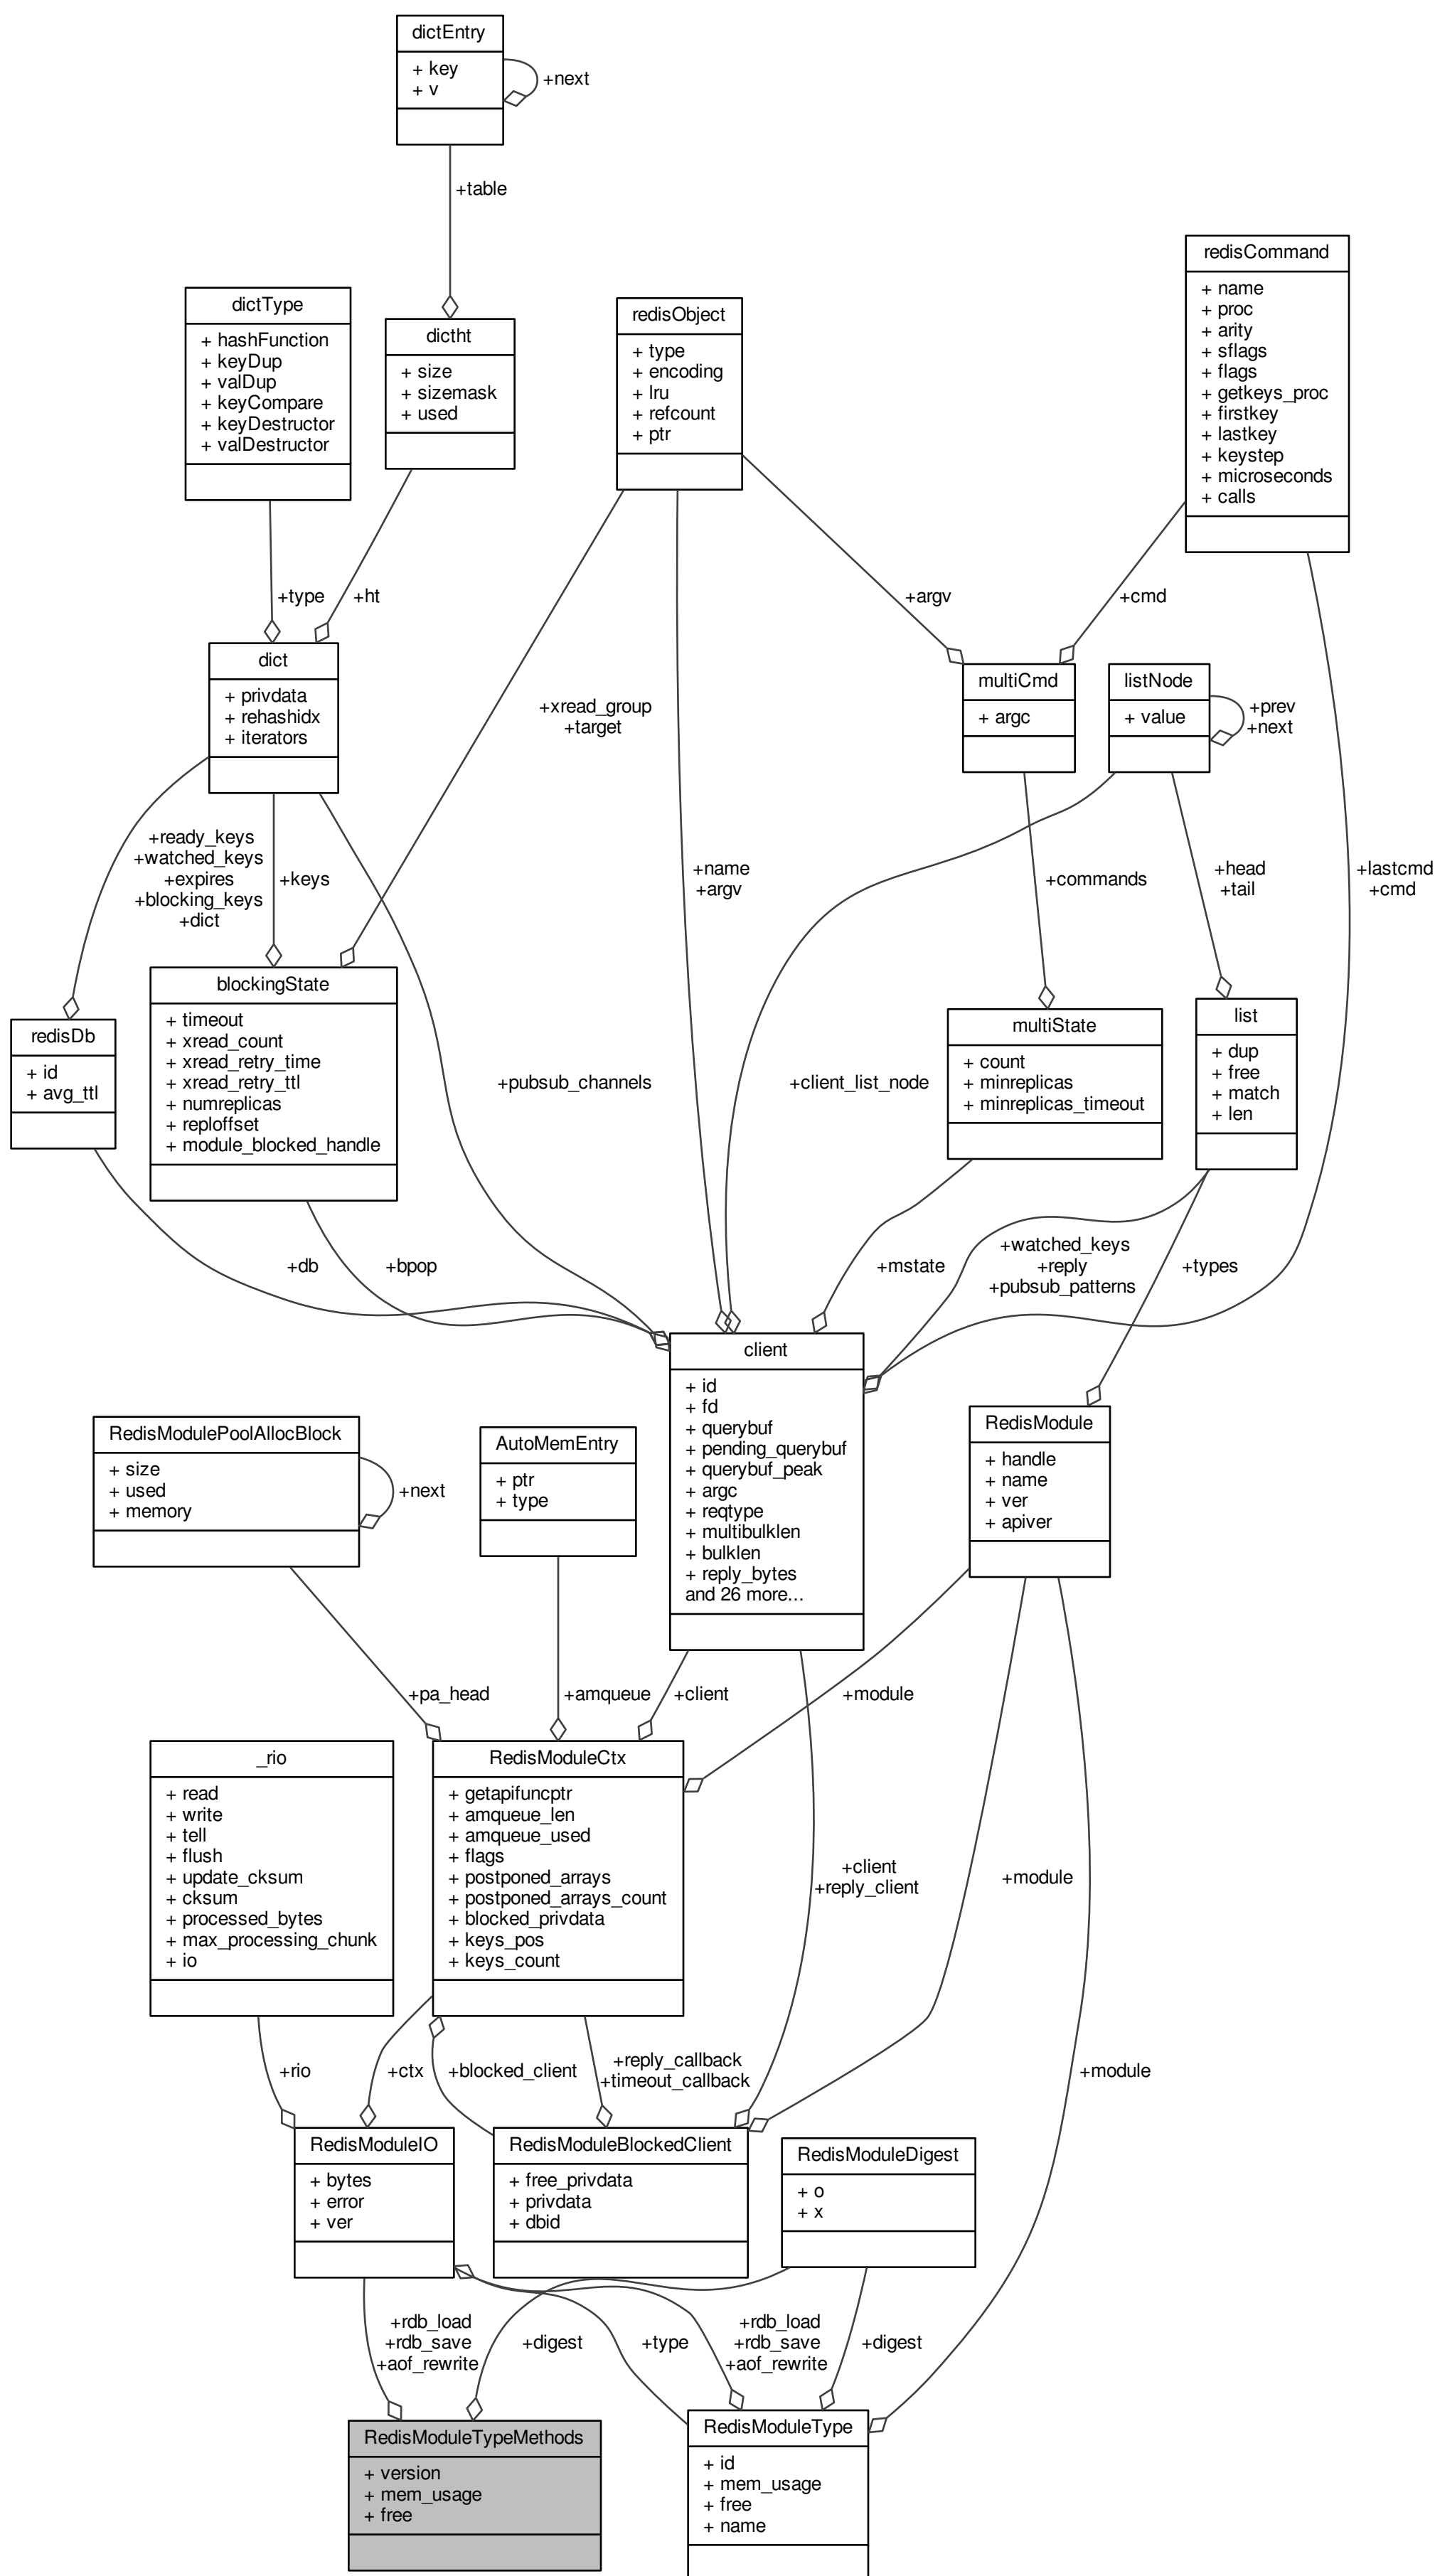 dictEntry
+ key
+ v
+next
+table
redisCommand
+ name
+ proc
+ arity
+ sflags
+ flags
+ getkeys_proc
+ firstkey
+ lastkey
+ keystep
+ microseconds
+ calls
dictType
+ hashFunction
+ keyDup
+ valDup
+ keyCompare
+ keyDestructor
+ valDestructor
dictht
+ size
+ sizemask
+ used
redisObject
+ type
+ encoding
+ lru
+ refcount
+ ptr
+type
+ht
+argv
+cmd
dict
+ privdata
+ rehashidx
+ iterators
+xread_group
+target
multiCmd
+ argc
listNode
+ value
+prev
+next
+ready_keys
+watched_keys
+expires
+blocking_keys
+dict
+keys
+name
+argv
+commands
+head
+tail
+lastcmd
+cmd
redisDb
+ id
+ avg_ttl
blockingState
+ timeout
+ xread_count
+ xread_retry_time
+ xread_retry_ttl
+ numreplicas
+ reploffset
+ module_blocked_handle
+pubsub_channels
+client_list_node
multiState
+ count
+ minreplicas
+ minreplicas_timeout
list
+ dup
+ free
+ match
+ len
+db
+bpop
+mstate
+watched_keys
+reply
+pubsub_patterns
+types
client
+ id
+ fd
+ querybuf
+ pending_querybuf
+ querybuf_peak
+ argc
+ reqtype
+ multibulklen
+ bulklen
+ reply_bytes
and 26 more...
RedisModulePoolAllocBlock
+ size
+ used
+ memory
+next
AutoMemEntry
+ ptr
+ type
RedisModule
+ handle
+ name
+ ver
+ apiver
+pa_head
+amqueue
+client
+module
_rio
+ read
+ write
+ tell
+ flush
+ update_cksum
+ cksum
+ processed_bytes
+ max_processing_chunk
+ io
RedisModuleCtx
+ getapifuncptr
+ amqueue_len
+ amqueue_used
+ flags
+ postponed_arrays
+ postponed_arrays_count
+ blocked_privdata
+ keys_pos
+ keys_count
+client
+reply_client
+module
+rio
+ctx
+blocked_client
+reply_callback
+timeout_callback
+module
RedisModuleIO
+ bytes
+ error
+ ver
RedisModuleBlockedClient
+ free_privdata
+ privdata
+ dbid
RedisModuleDigest
+ o
+ x
+rdb_load
+rdb_save
+aof_rewrite
+digest
+type
+rdb_load
+rdb_save
+aof_rewrite
+digest
RedisModuleTypeMethods
+ version
+ mem_usage
+ free
RedisModuleType
+ id
+ mem_usage
+ free
+ name